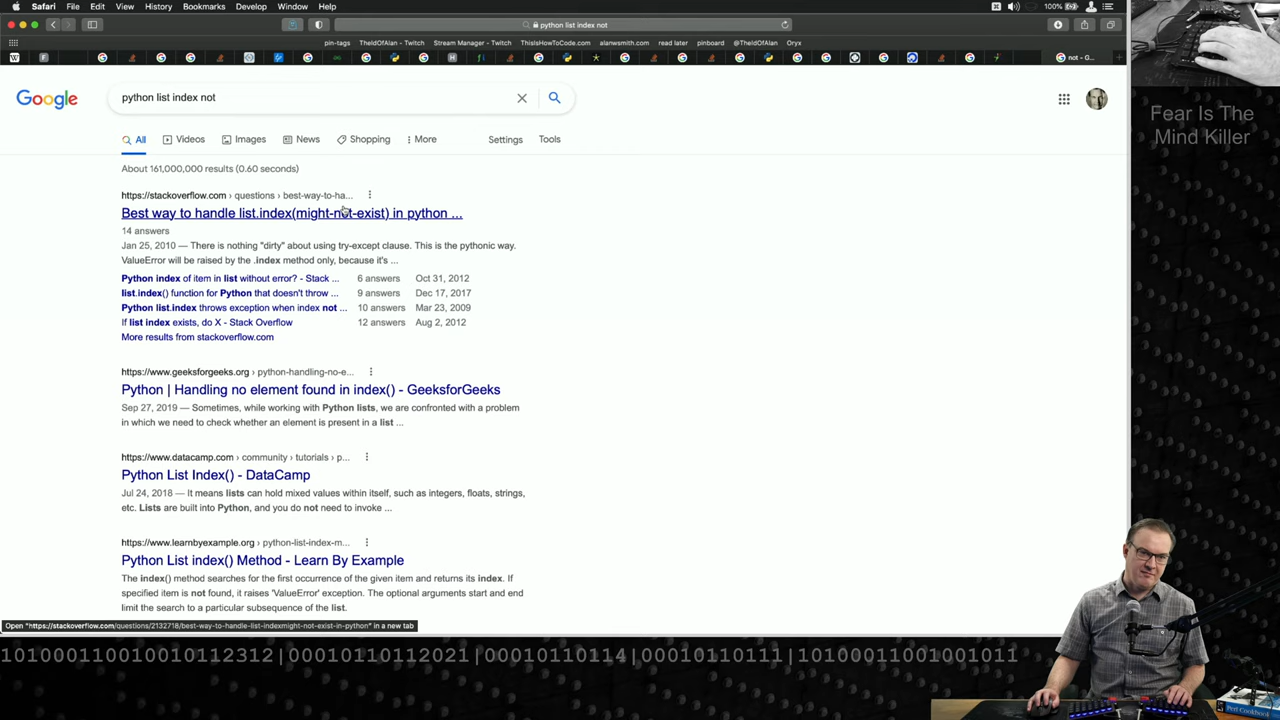 Safari File Edit View History Bookmarks Develop Window Help
100%
python list index not
pin-tags TheIdOfAlan - Twitch Stream Manager - Twitch ThisIsHowToCode.com alanwsmith.com read later pinboard @TheIdOfAlan Oryx
not - G...
Google
python list index not
All Videos Images News Shopping More Settings Tools
About 161,000,000 results (0.60 seconds)
https://stackoverflow.com › questions › best-way-to-ha...
Best way to handle list.index(might-not-exist) in python ...
14 answers
Jan 25, 2010 — There is nothing "dirty" about using try-except clause. This is the pythonic way.
ValueError will be raised by the .index method only, because it's ...
Python index of item in list without error? - Stack ... 6 answers Oct 31, 2012
list.index() function for Python that doesn't throw ... 9 answers Dec 17, 2017
Python list.index throws exception when index not ... 10 answers Mar 23, 2009
If list index exists, do X - Stack Overflow 12 answers Aug 2, 2012
More results from stackoverflow.com
https://www.geeksforgeeks.org › python-handling-no-e...
Python | Handling no element found in index() - GeeksforGeeks
Sep 27, 2019 — Sometimes, while working with Python lists, we are confronted with a problem
in which we need to check whether an element is present in a list ...
https://www.datacamp.com › community › tutorials › p...
Python List Index() - DataCamp
Jul 24, 2018 — It means lists can hold mixed values within itself, such as integers, floats, strings,
etc. Lists are built into Python, and you do not need to invoke ...
https://www.learnbyexample.org › python-list-index-m...
Python List index() Method - Learn By Example
The index() method searches for the first occurrence of the given item and returns its index. If
specified item is not found, it raises 'ValueError' exception. The optional arguments start and end
limit the search to a particular subsequence of the list.
Open "https://stackoverflow.com/questions/2132718/best-way-to-handle-list-indexmight-not-exist-in-python" in a new tab
Fear Is The
Mind Killer
101000110010010112312|00010110112021|00010110114|00010110111|10100011001001011
Perl Cookbook